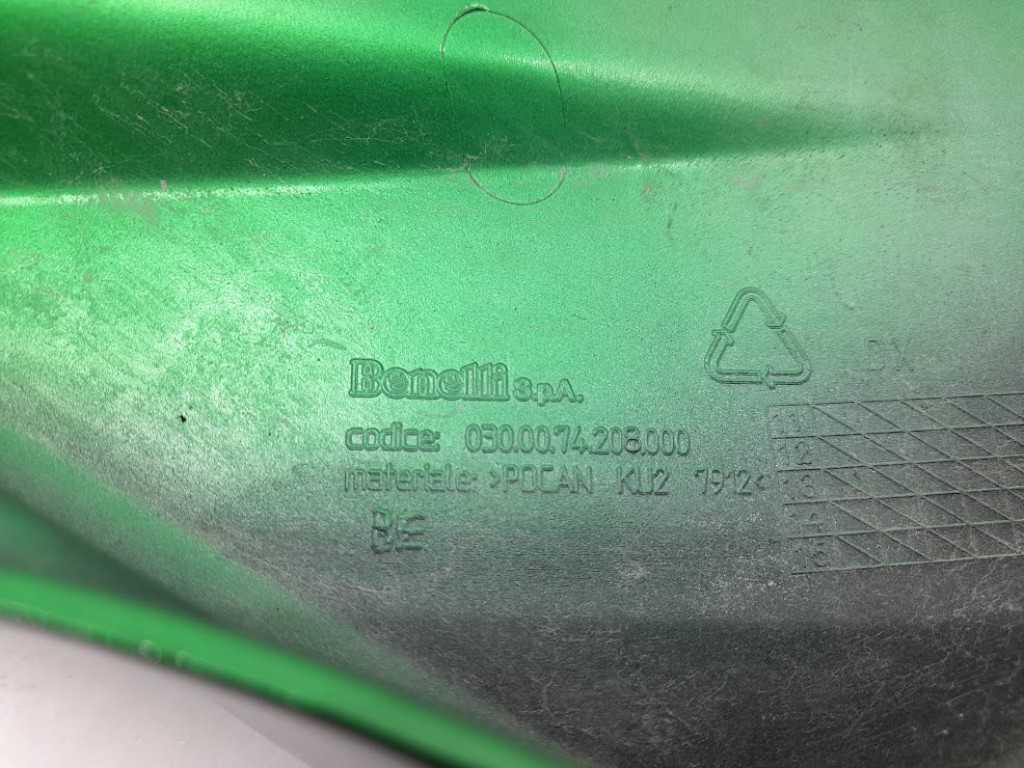 Benelli S.p.A.
codice: 030.00.74.208.000
materiale: >POCAN KU2 7912<
DX
11
12
13
14
15